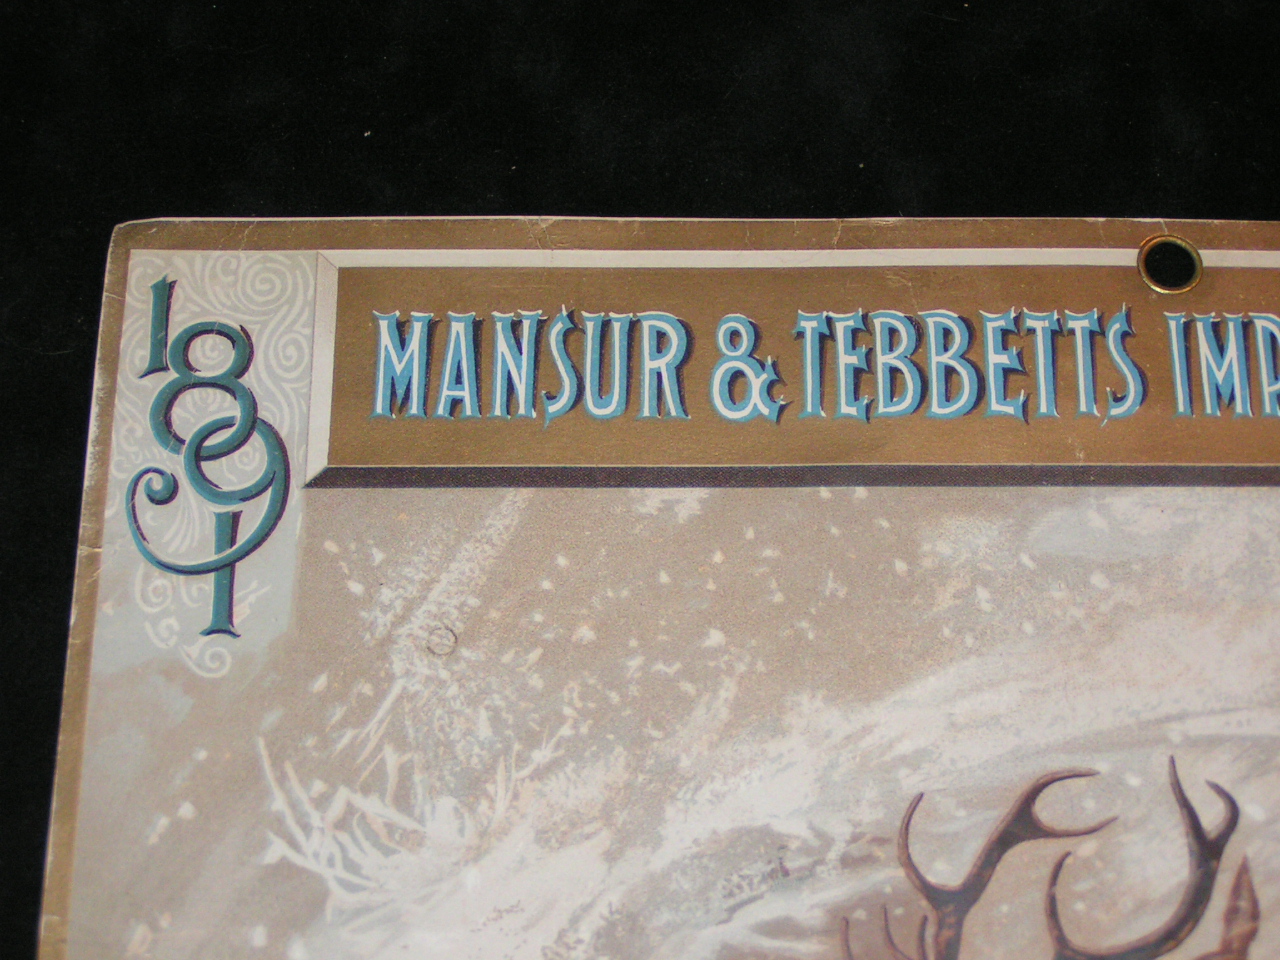 1891
MANSUR & TEBBETTS IMP